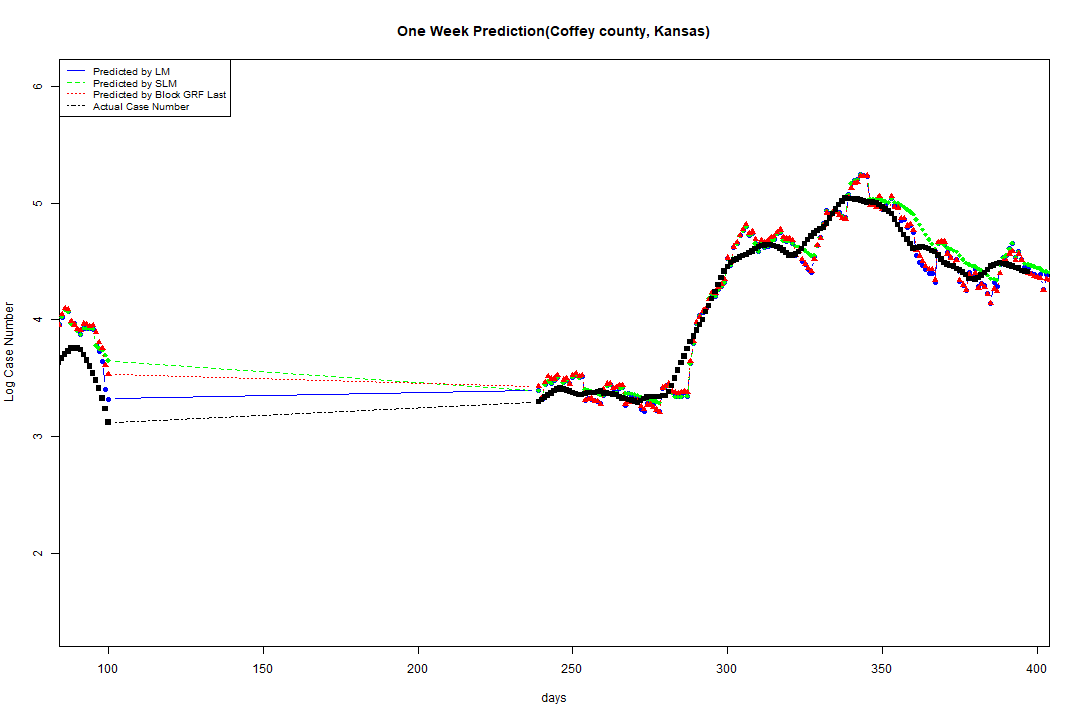 One Week Prediction(Coffey county, Kansas)
Predicted by LM
Predicted by SLM
Predicted by Block GRF Last
Actual Case Number
6
5
4
3
2
Log Case Number
100
150
200
250
300
350
400
days